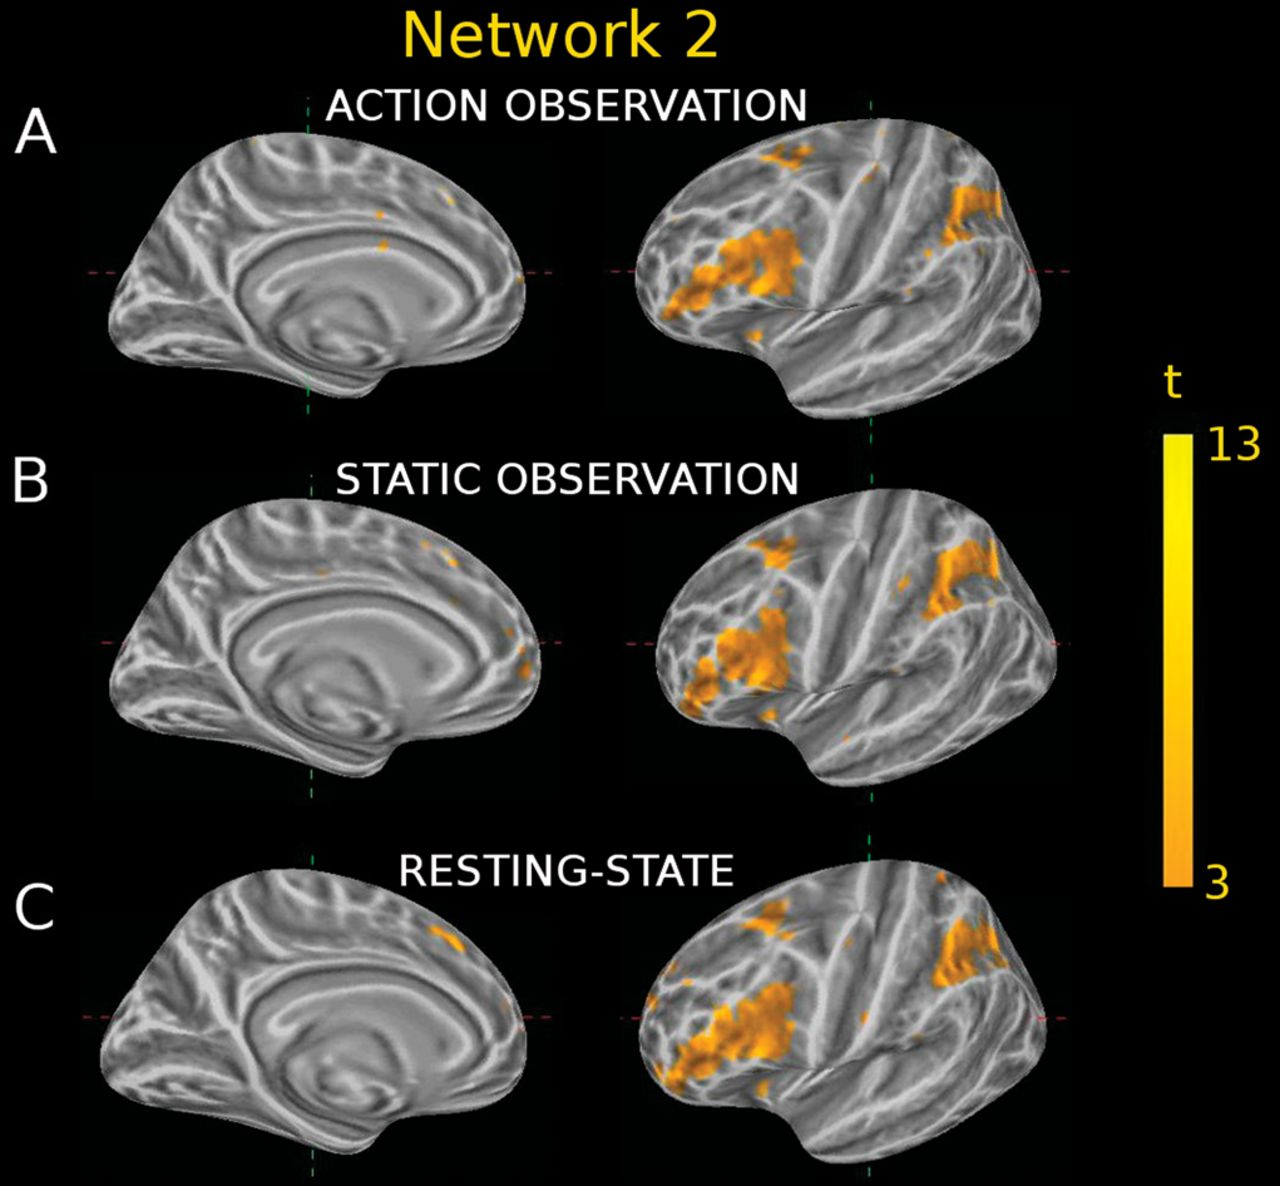 Network 2
A
ACTION OBSERVATION
t
13
B
STATIC OBSERVATION
C
RESTING-STATE
3